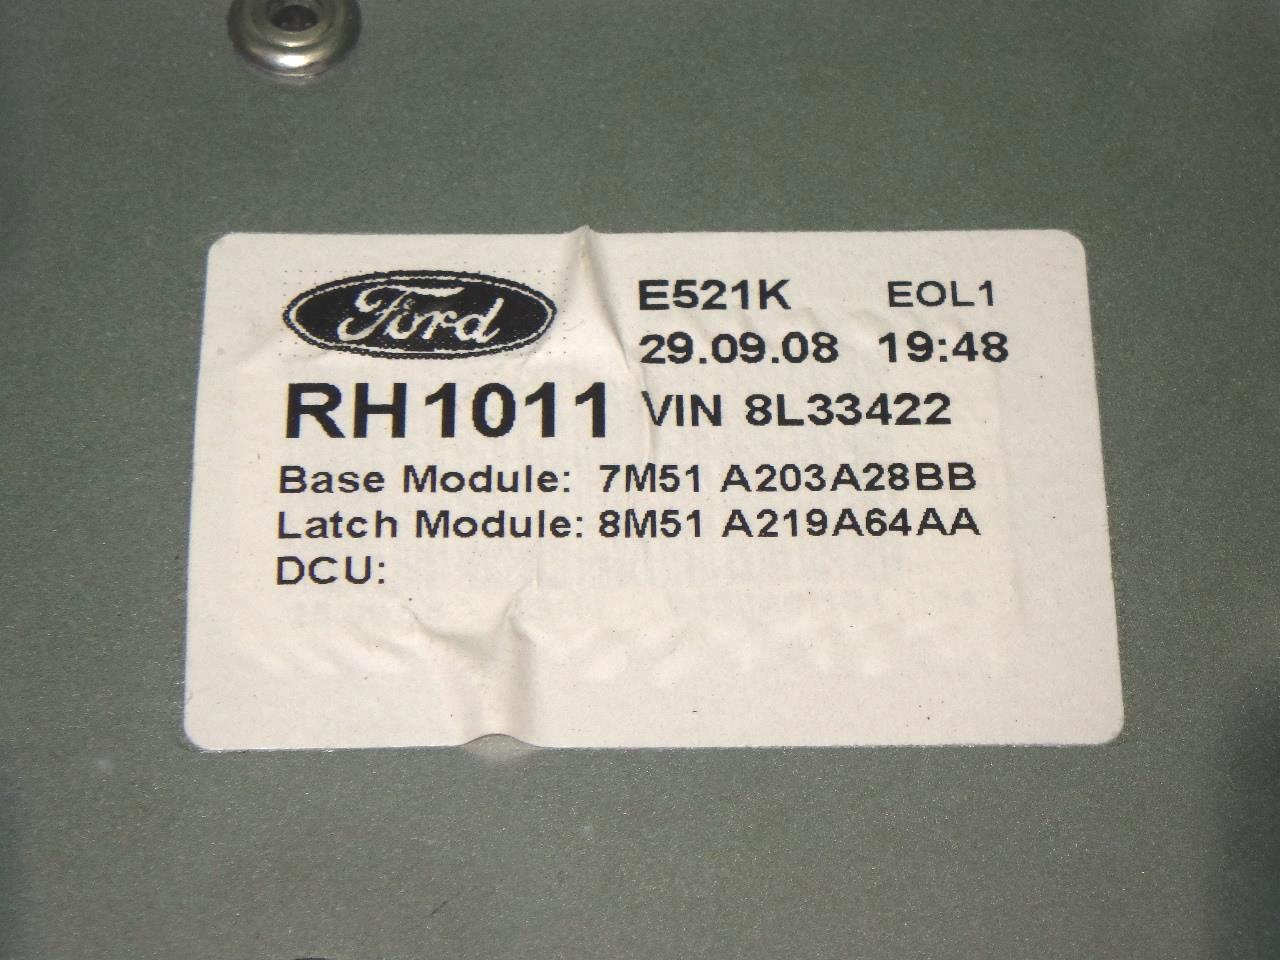 Ford E521K EOL1
29.09.08 19:48
RH1011 VIN 8L33422
Base Module: 7M51 A203A28BB
Latch Module: 8M51 A219A64AA
DCU: